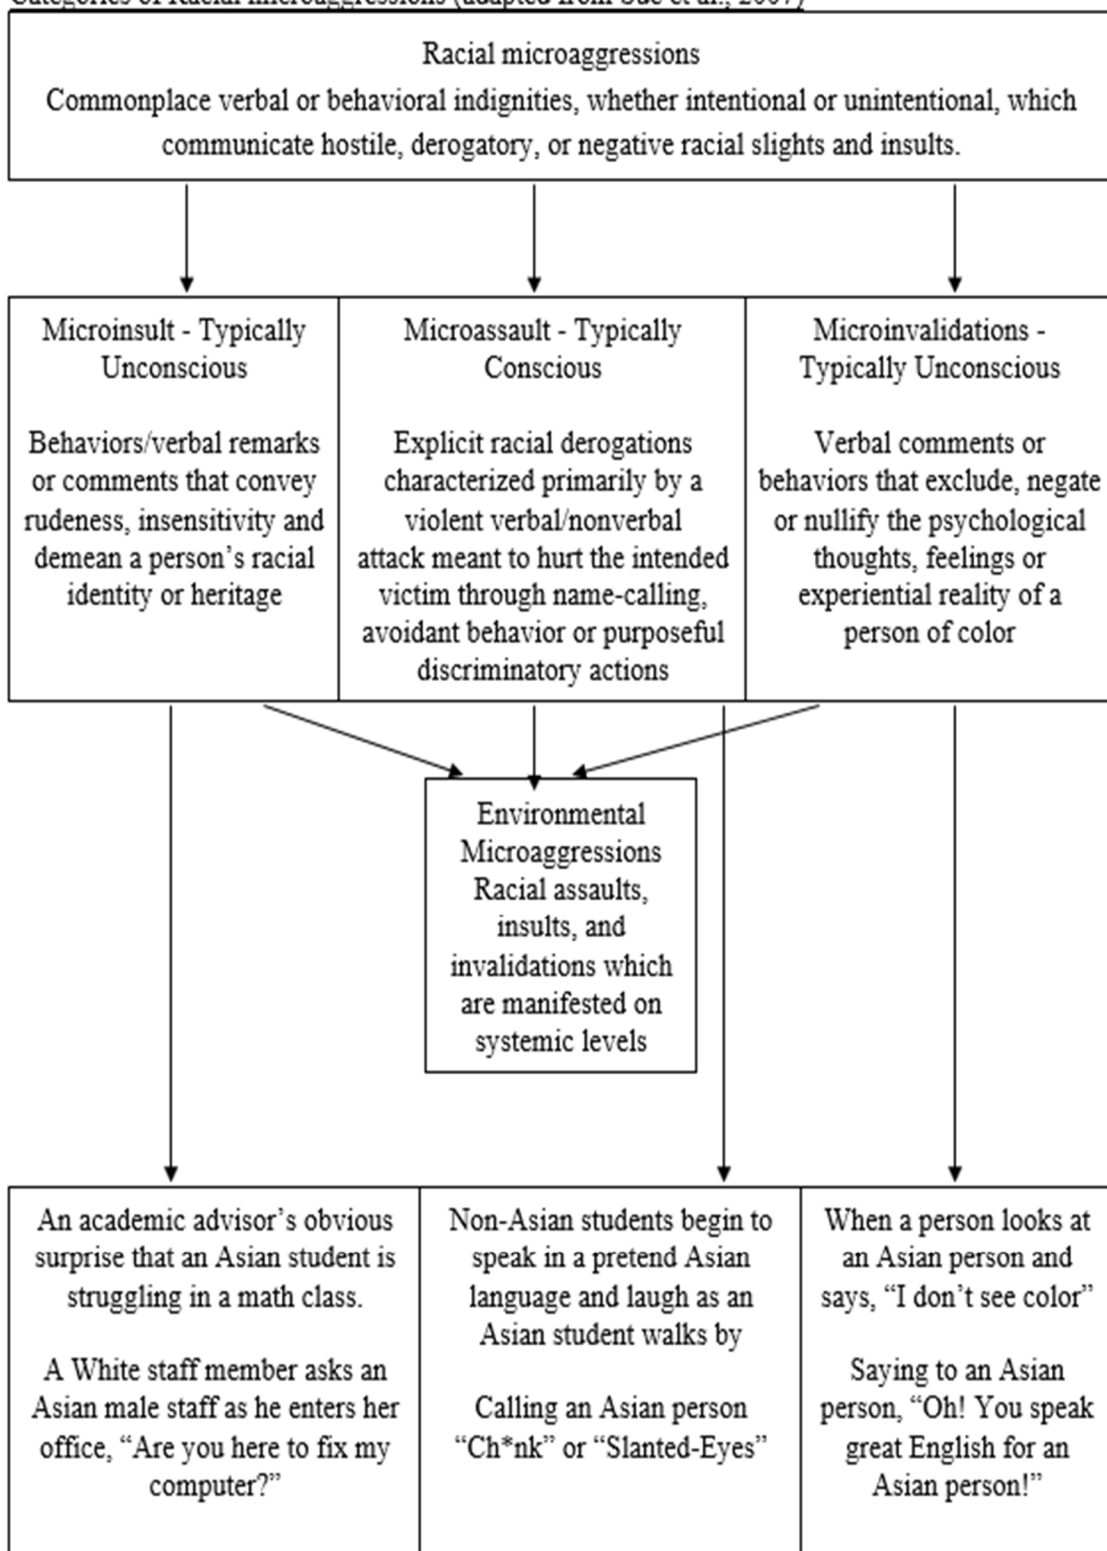 Categories of Racial microaggressions (adapted from Sue et al., 2007)
Racial microaggressions
Commonplace verbal or behavioral indignities, whether intentional or unintentional, which
communicate hostile, derogatory, or negative racial slights and insults.
Microinsult - Typically
Unconscious
Behaviors/verbal remarks
or comments that convey
rudeness, insensitivity and
demean a person’s racial
identity or heritage
Microassault - Typically
Conscious
Explicit racial derogations
characterized primarily by a
violent verbal/nonverbal
attack meant to hurt the intended
victim through name-calling,
avoidant behavior or purposeful
discriminatory actions
Microinvalidations -
Typically Unconscious
Verbal comments or
behaviors that exclude, negate
or nullify the psychological
thoughts, feelings or
experiential reality of a
person of color
Environmental
Microaggressions
Racial assaults,
insults, and
invalidations which
are manifested on
systemic levels
An academic advisor’s obvious
surprise that an Asian student is
struggling in a math class.
A White staff member asks an
Asian male staff as he enters her
office, “Are you here to fix my
computer?”
Non-Asian students begin to
speak in a pretend Asian
language and laugh as an
Asian student walks by
Calling an Asian person
“Ch*nk” or “Slanted-Eyes”
When a person looks at
an Asian person and
says, “I don’t see color”
Saying to an Asian
person, “Oh! You speak
great English for an
Asian person!”